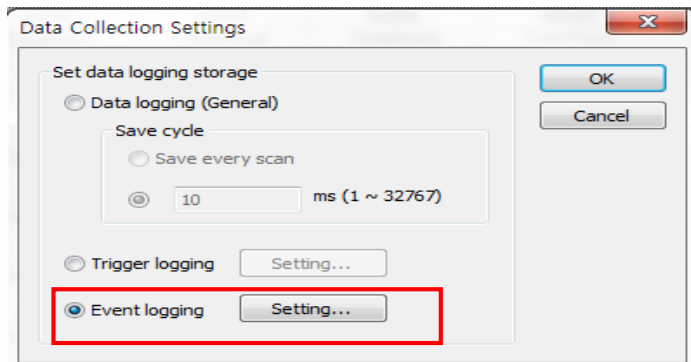 Data Collection Settings
Set data logging storage
OK
Data logging (General)
Cancel
Save cycle
Save every scan
10 ms (1 ~ 32767)
Trigger logging Setting...
Event logging Setting...